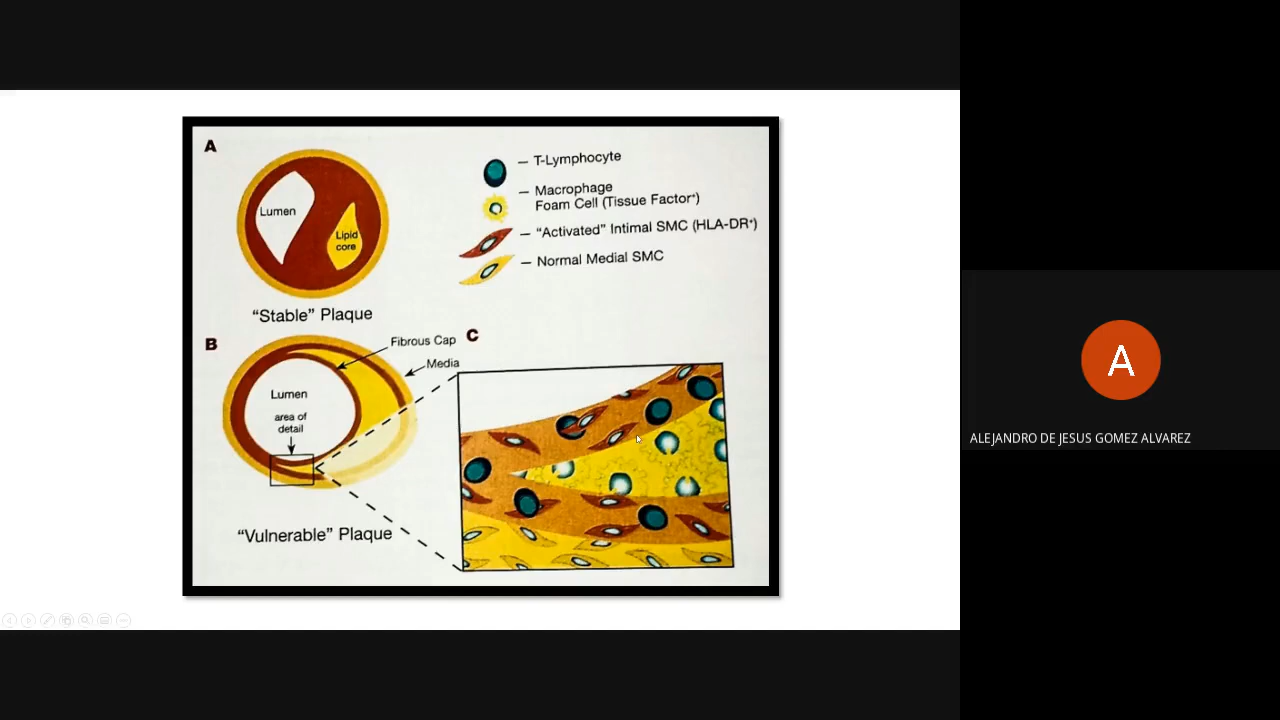 A
Lumen
Lipid
core
"Stable" Plaque
— T-Lymphocyte
— Macrophage
Foam Cell (Tissue Factor⁺)
— "Activated" Intimal SMC (HLA-DR⁺)
— Normal Medial SMC
B
Fibrous Cap
Media
Lumen
area of
detail
"Vulnerable" Plaque
C
A
ALEJANDRO DE JESUS GOMEZ ALVAREZ